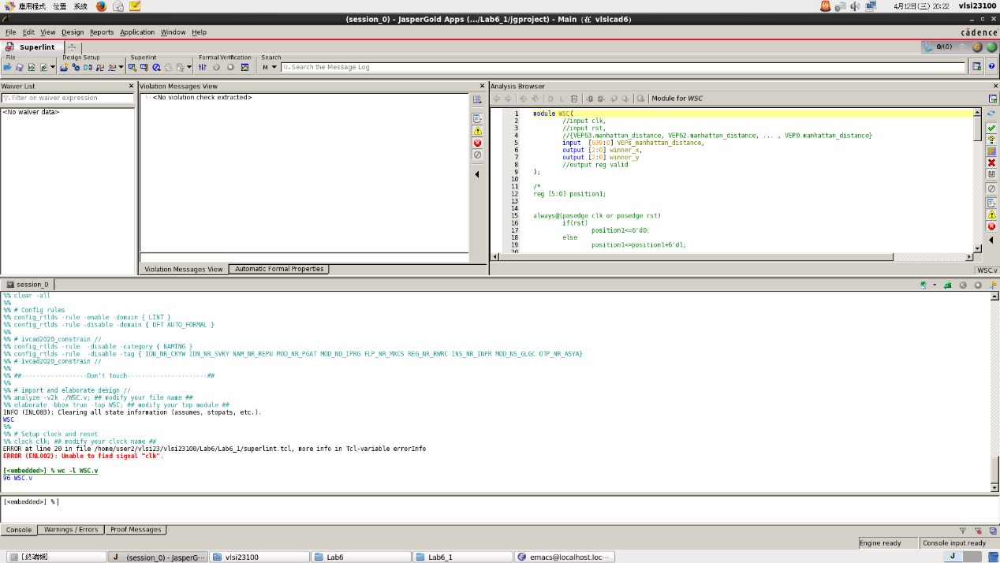 應用程式 位置 系統
4月12日(三) 20:22 vlsi23100
(session_0) - JasperGold Apps (.../Lab6_1/jgproject) - Main (在 vlsicad6)
File Edit View Design Reports Application Window Help
cādence
Superlint
0/(0)
File Design Setup Superlint Formal Verification Search
M Search the Message Log
Waiver List
Filter on waiver expression
<No waiver data>
Violation Messages View
<No violation check extracted>
Violation Messages View Automatic Formal Properties
Analysis Browser
Module for WSC
1 module WSC(
2 //input clk,
3 //input rst,
4 //{VEP63.manhattan_distance, VEP62.manhattan_distance, ... , VEP0.manhattan_distance}
5 input [639:0] VEPs_manhattan_distance,
6 output [2:0] winner_x,
7 output [2:0] winner_y
8 //output reg valid
9 );
10
11 /*
12 reg [5:0] position1;
13
14
15 always@(posedge clk or posedge rst)
16 if(rst)
17 position1<=6'd0;
18 else
19 position1<=position1+6'd1;
20
WSC.v
session_0
%% clear -all
%%
%% # Config rules
%% config_rtlds -rule -enable -domain { LINT }
%% config_rtlds -rule -disable -domain { DFT AUTO_FORMAL }
%%
%% # ivcad2020_constrain //
%% config_rtlds -rule  -disable -category { NAMING }
%% config_rtlds -rule  -disable -tag { IDN_NR_CKYW IDN_NR_SVKY NAM_NR_REPU MOD_NR_PGAT MOD_NO_IPRG FLP_NR_MXCS REG_NR_RWRC INS_NR_INPR MOD_NS_GLGC OTP_NR_ASYA}
%% # ivcad2020_constrain //
%%
%% ##------------------Don't touch----------------------##
%%
%% # import and elaborate design //
%% analyze -v2k ./WSC.v; ## modify your file name ##
%% elaborate -bbox true -top WSC; ## modify your top module ##
INFO (INL003): Clearing all state information (assumes, stopats, etc.).
WSC
%%
%% # Setup clock and reset
%% clock clk; ## modify your clock name ##
ERROR at line 20 in file /home/user2/vlsi23/vlsi23100/Lab6/Lab6_1/superlint.tcl, more info in Tcl-variable errorInfo
ERROR (ENL002): Unable to find signal "clk".
[<embedded>] % wc -l WSC.v
96 WSC.v
[<embedded>] %
Console Warnings / Errors Proof Messages
Engine ready Console input ready
[終端機] (session_0) - JasperG... vlsi23100 Lab6 Lab6_1 emacs@localhost.loc...